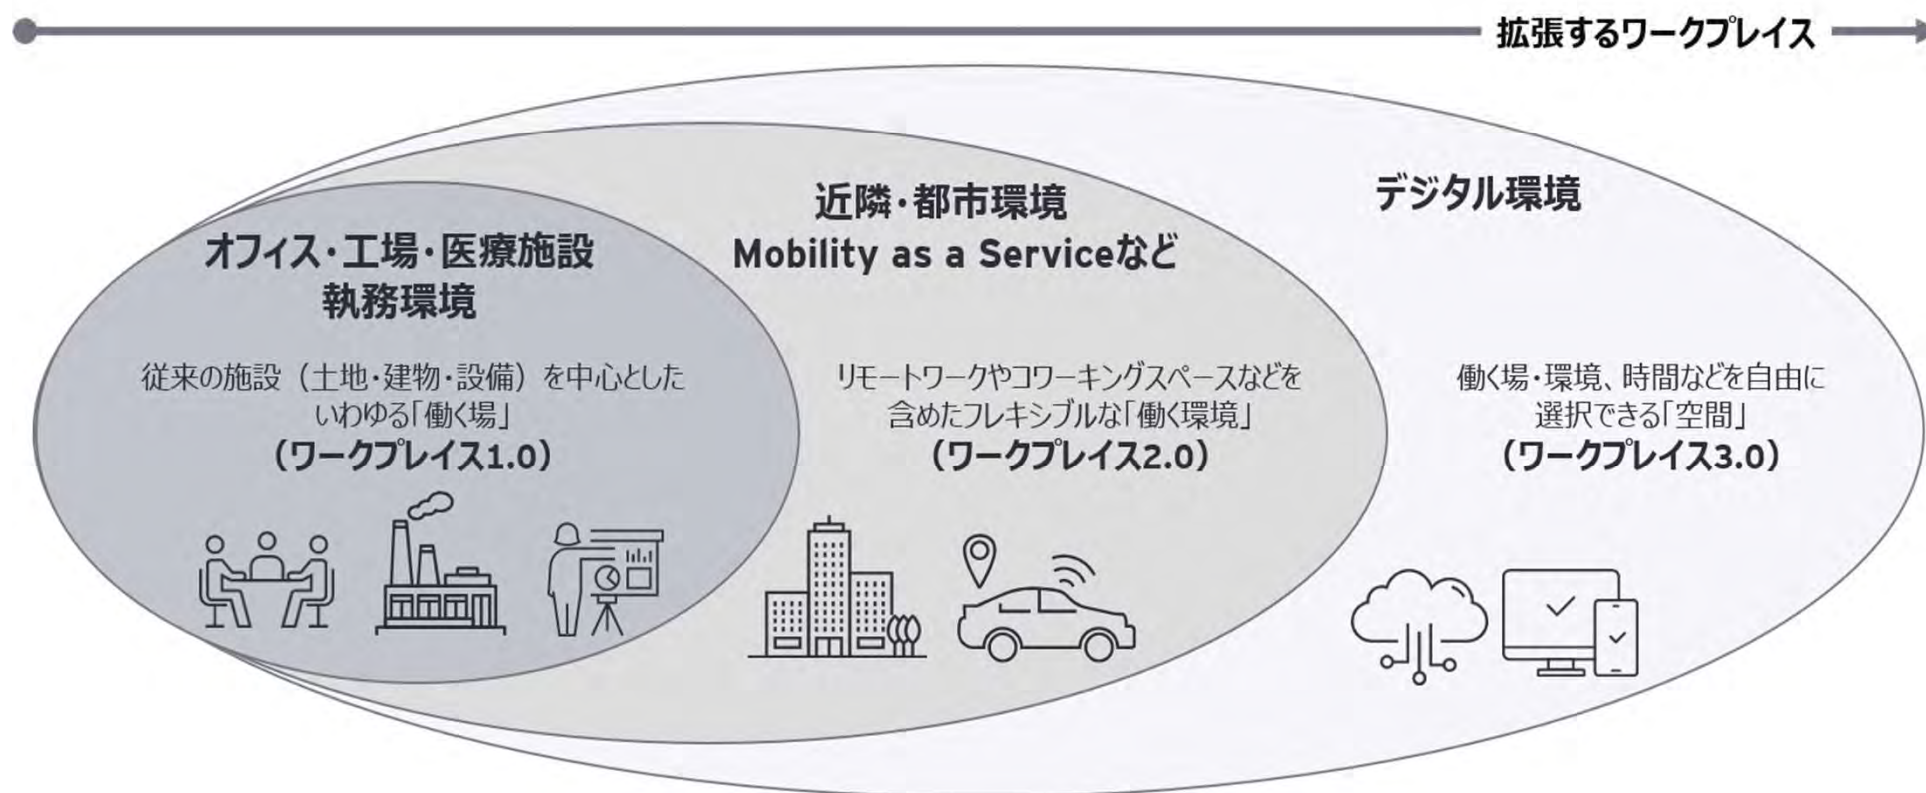 拡張するワークプレイス
オフィス・工場・医療施設
執務環境
従来の施設（土地・建物・設備）を中心とした
いわゆる「働く場」
（ワークプレイス1.0）
近隣・都市環境
Mobility as a Serviceなど
リモートワークやコワーキングスペースなどを
含めたフレキシブルな「働く環境」
（ワークプレイス2.0）
デジタル環境
働く場・環境、時間などを自由に
選択できる「空間」
（ワークプレイス3.0）